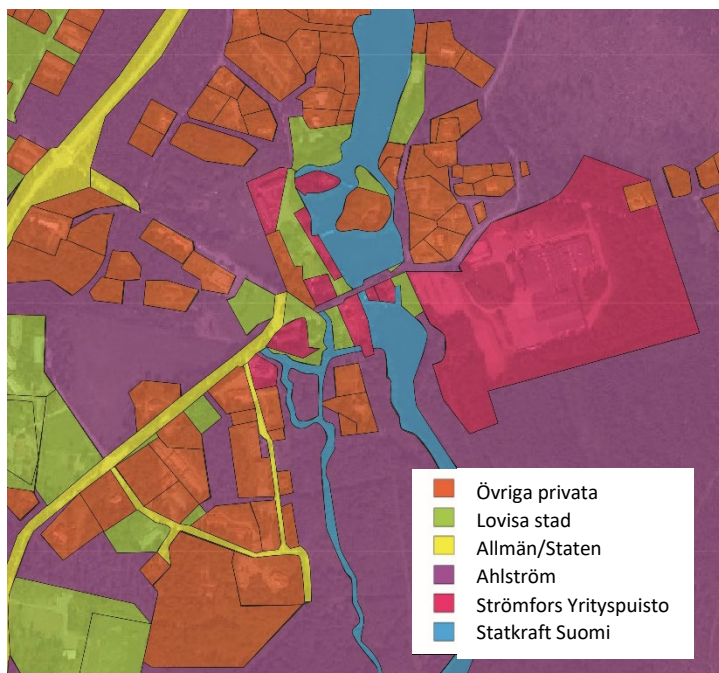 Övriga privata
Lovisa stad
Allmän/Staten
Ahlström
Strömfors Yrityspuisto
Statkraft Suomi